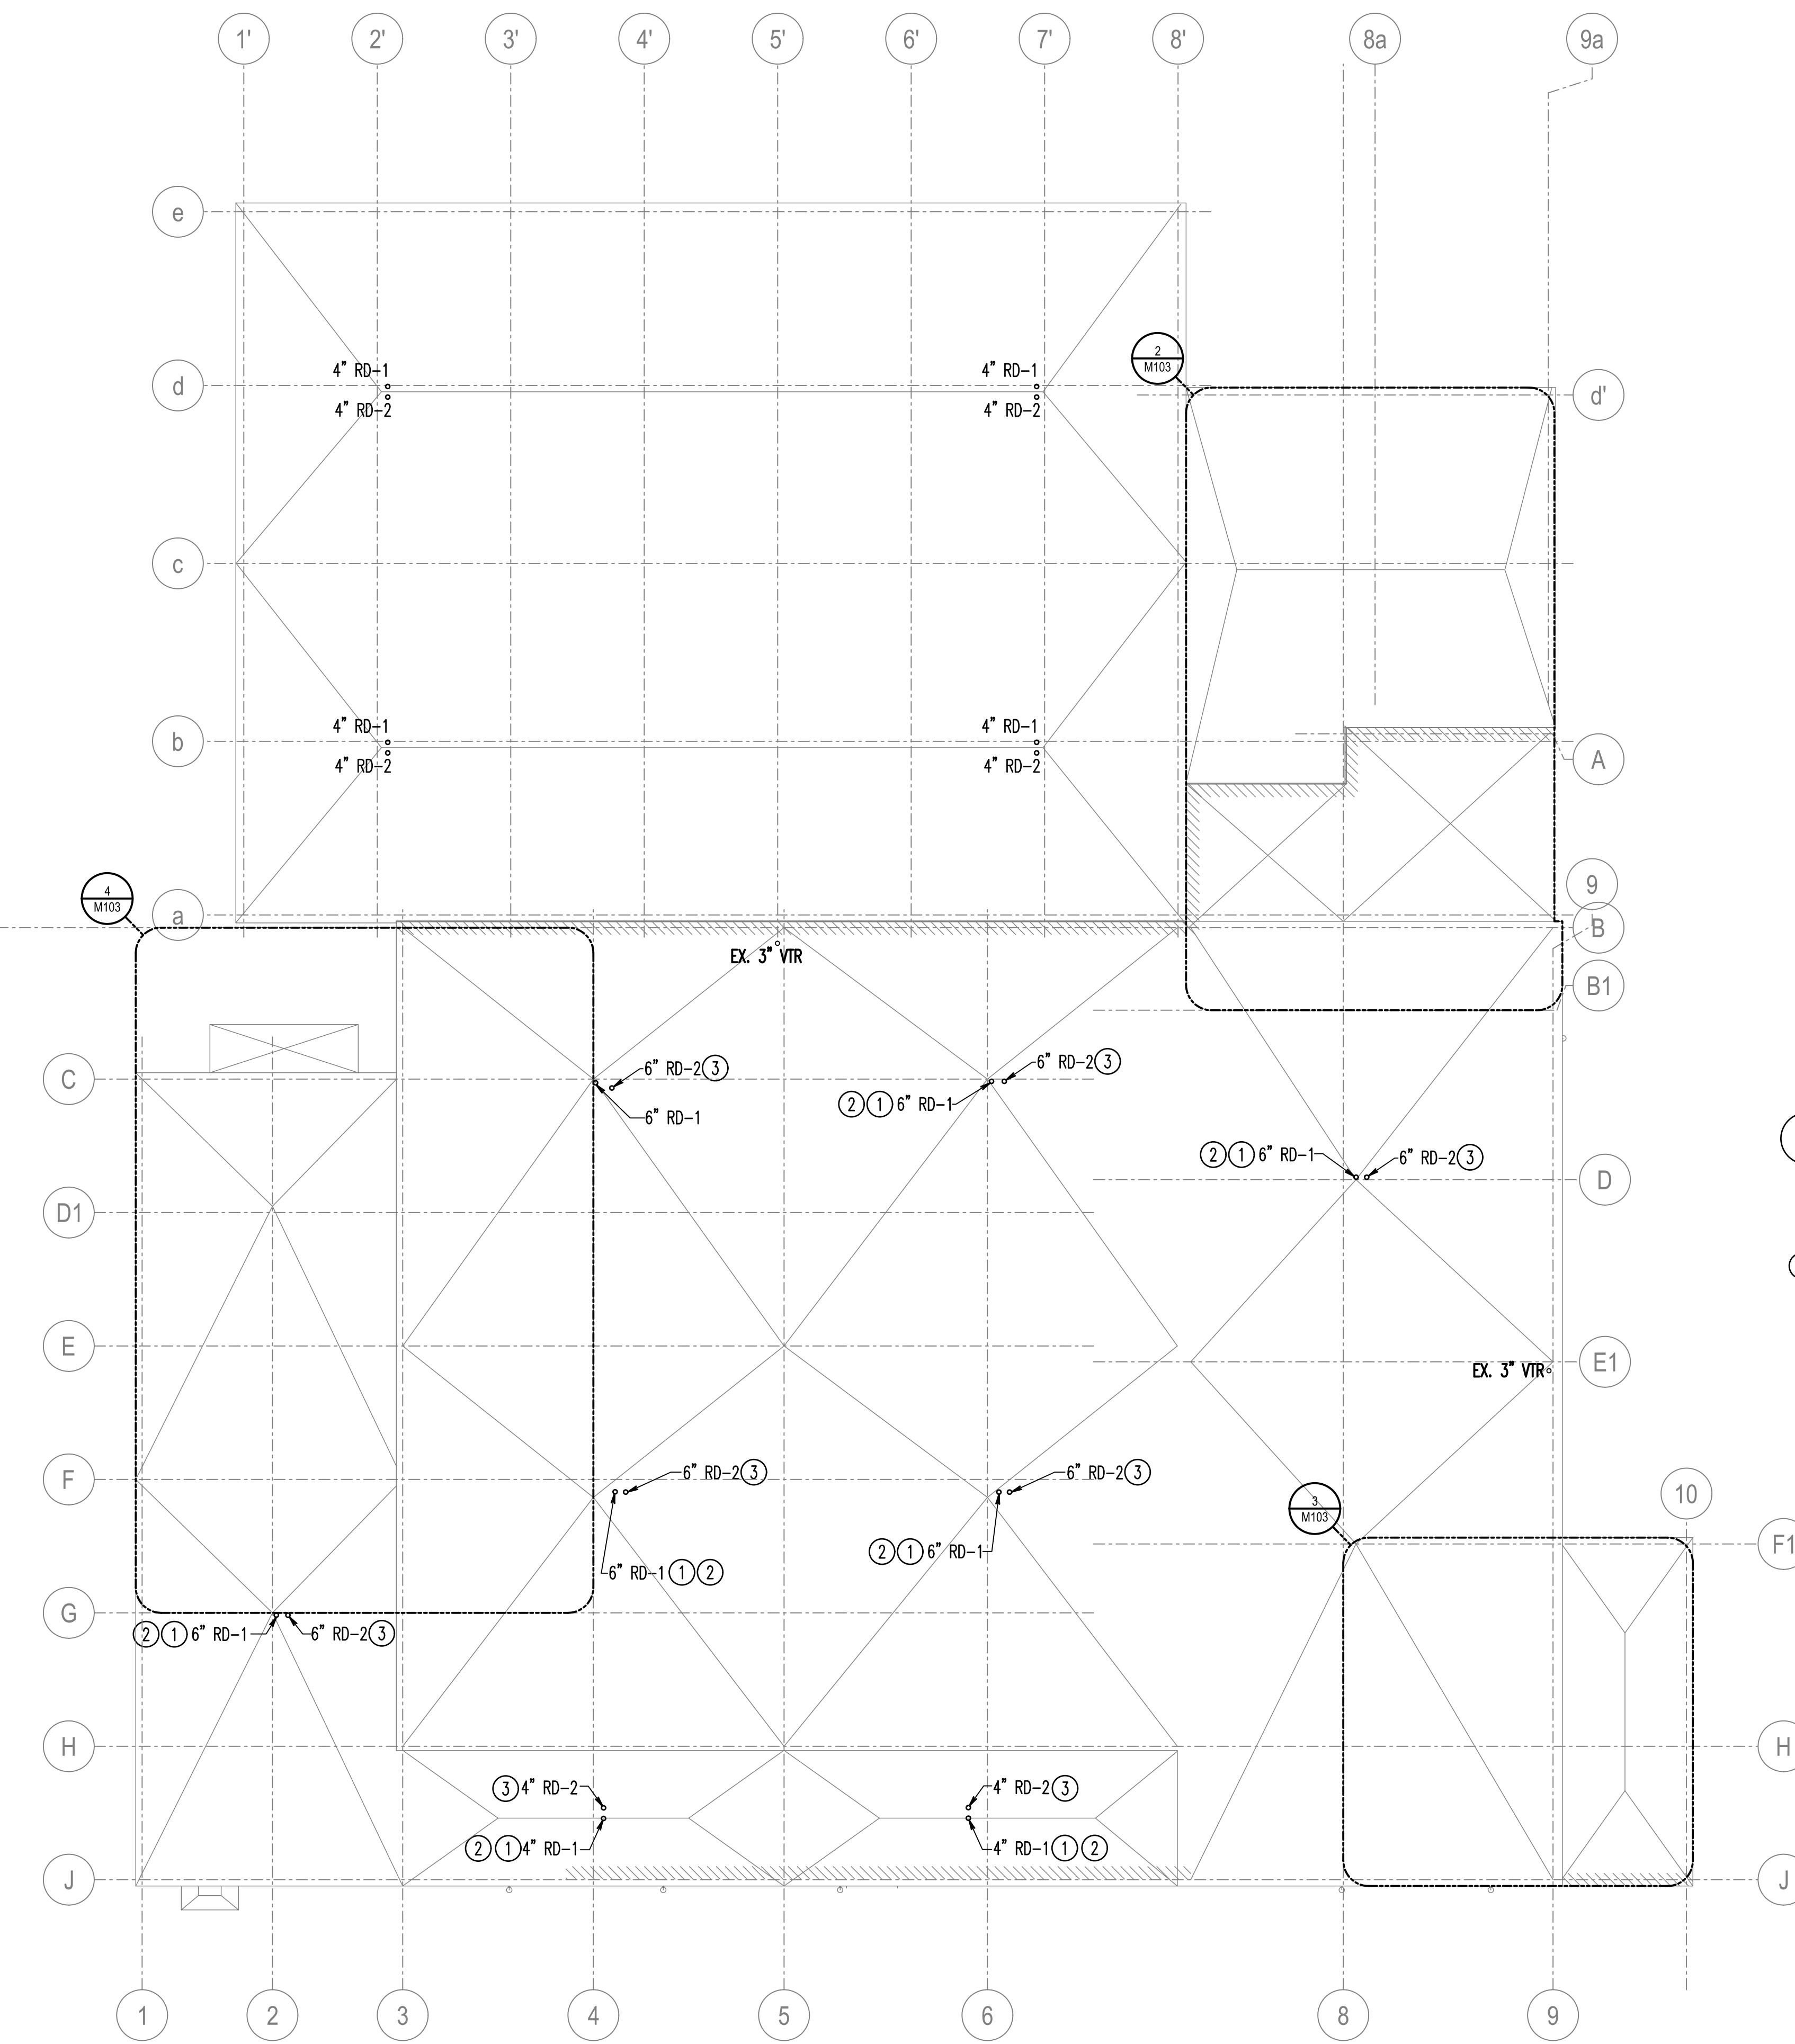 1' 2' 3' 4' 5' 6' 7' 8' 8a 9a
e
2
M103
4” RD-1 4” RD-1
d d'
4” RD-2 4” RD-2
c
4” RD-1 4” RD-1
b A
4” RD-2 4” RD-2
4
M103
9
a B
EX. 3” VTR
B1
6” RD-2 3 6” RD-2 3
C
2 1 6” RD-1
6” RD-1
2 1 6” RD-1 6” RD-2 3
D
D1
E E1
EX. 3” VTR
6” RD-2 3 6” RD-2 3
F
10
3
M103
2 1 6” RD-1 F1
6” RD-1 1 2
G
2 1 6” RD-1 6” RD-2 3
H H
3 4” RD-2 4” RD-2 3
2 1 4” RD-1 4” RD-1 1 2
J J
1 2 3 4 5 6 8 9